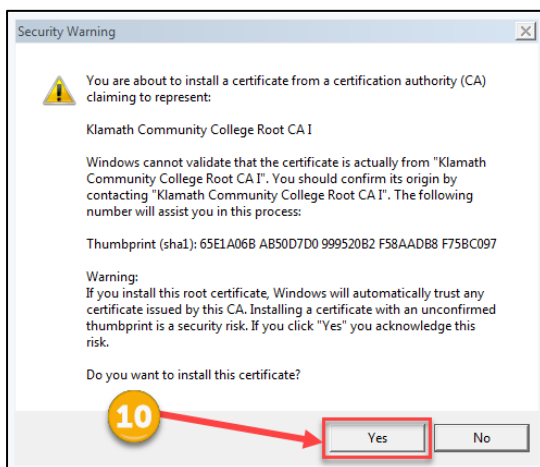 Security Warning
You are about to install a certificate from a certification authority (CA)
claiming to represent:
Klamath Community College Root CA I
Windows cannot validate that the certificate is actually from "Klamath
Community College Root CA I". You should confirm its origin by
contacting "Klamath Community College Root CA I". The following
number will assist you in this process:
Thumbprint (sha1): 65E1A06B AB50D7D0 999520B2 F58AADB8 F75BC097
Warning:
If you install this root certificate, Windows will automatically trust any
certificate issued by this CA. Installing a certificate with an unconfirmed
thumbprint is a security risk. If you click "Yes" you acknowledge this
risk.
Do you want to install this certificate?
10
Yes No